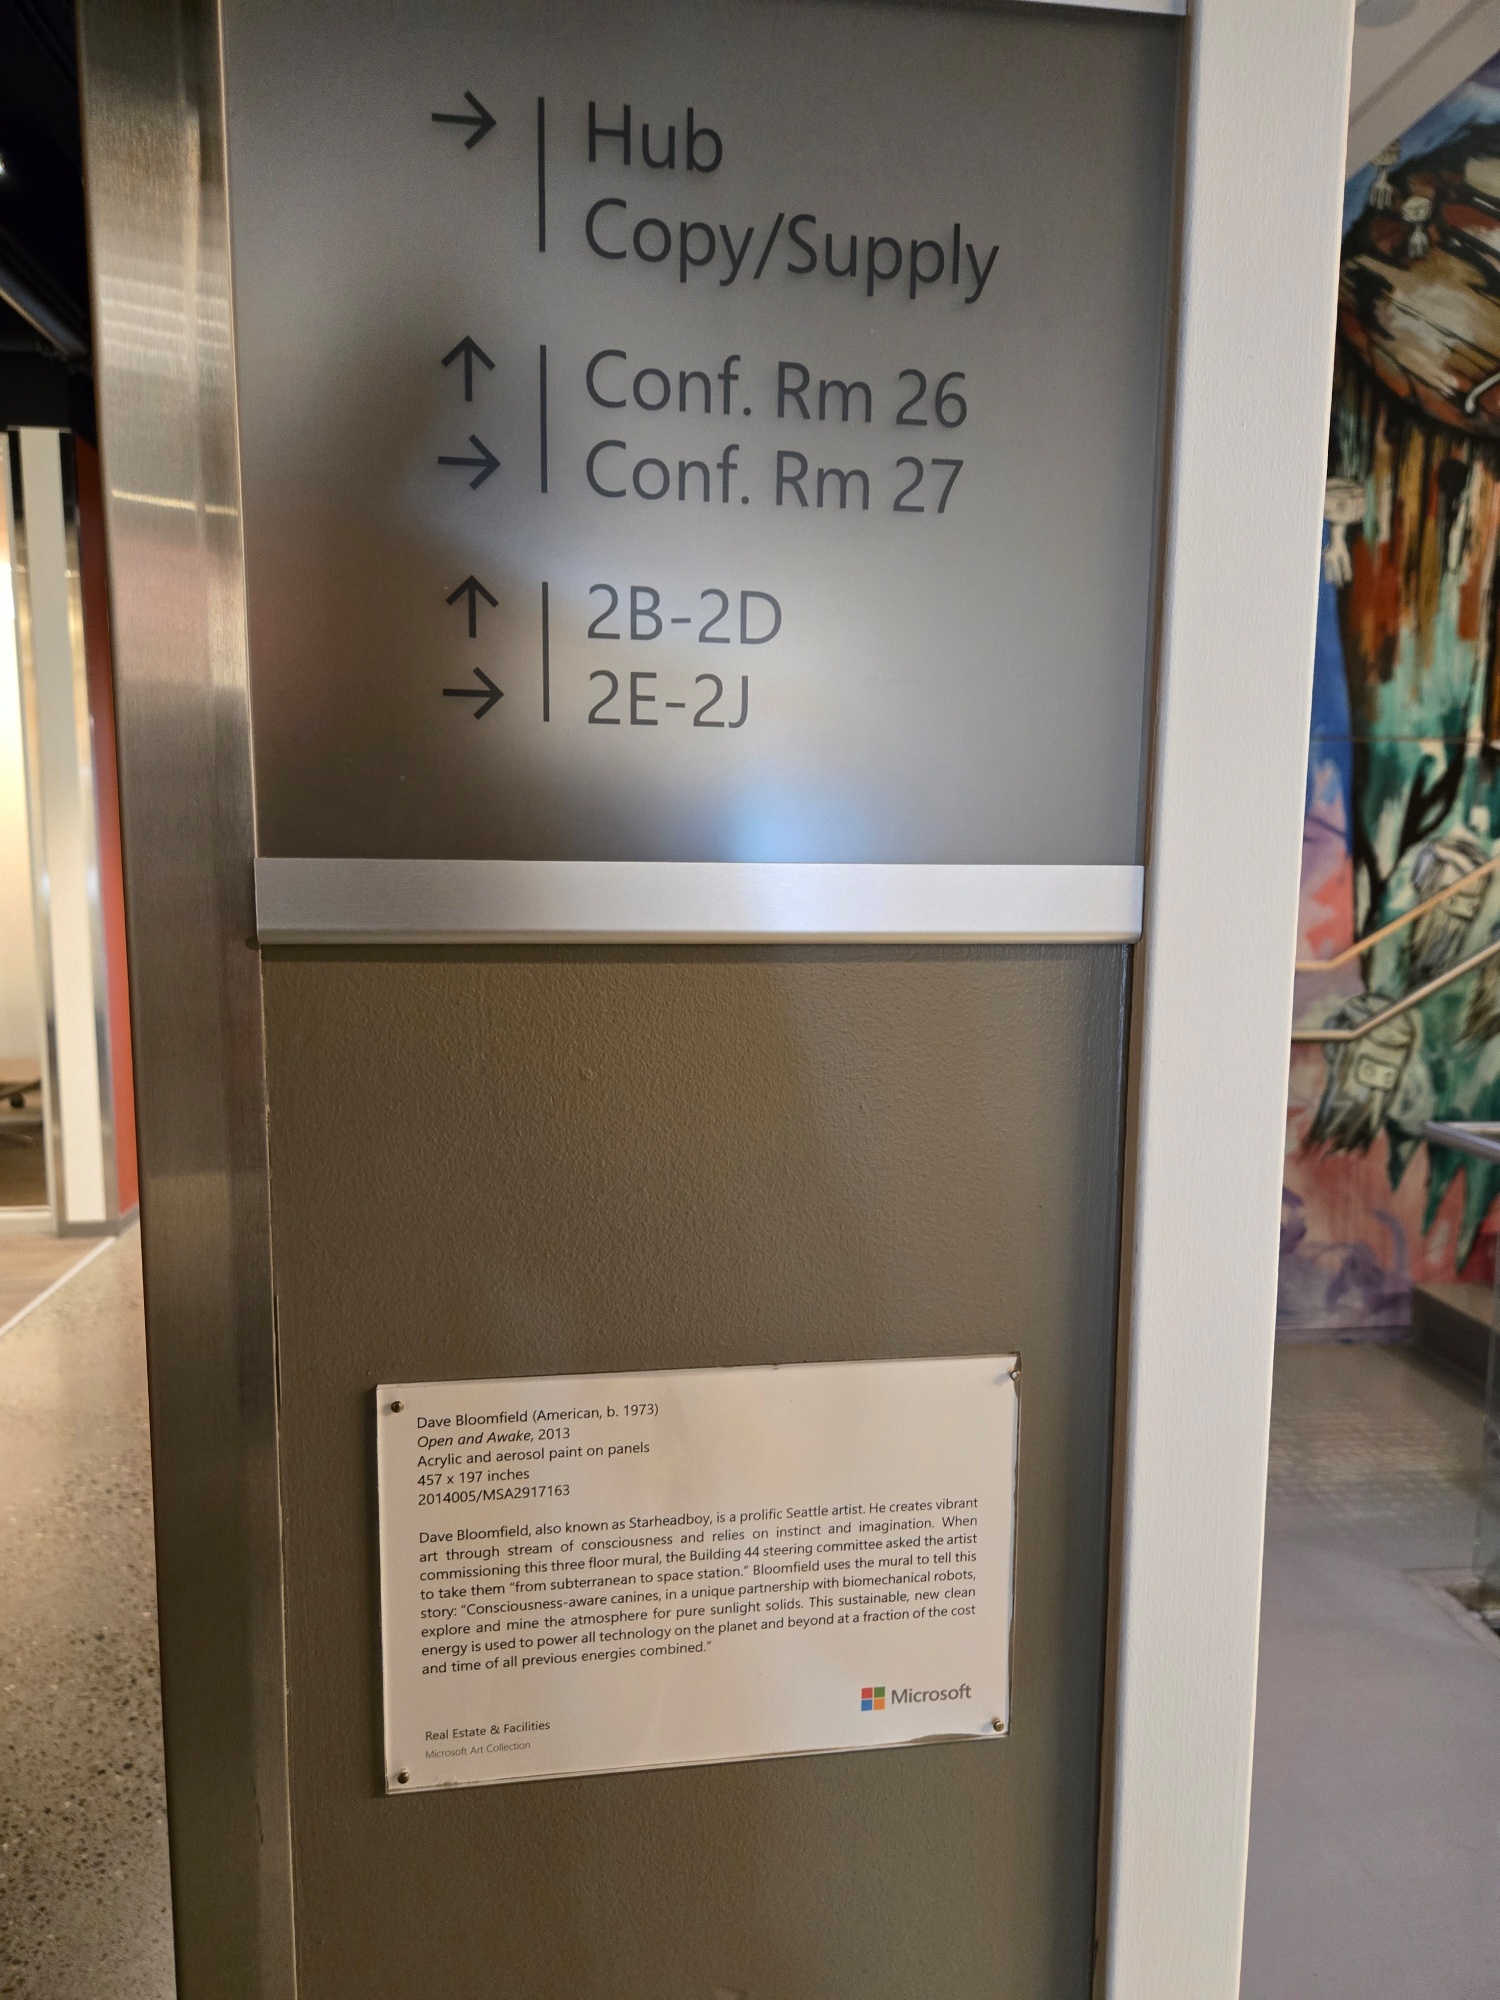 → | Hub
Copy/Supply
↑ | Conf. Rm 26
→ | Conf. Rm 27
↑ | 2B-2D
→ | 2E-2J
Dave Bloomfield (American, b. 1973)
Open and Awake, 2013
Acrylic and aerosol paint on panels
457 x 197 inches
2014005/MSA2917163
Dave Bloomfield, also known as Starheadboy, is a prolific Seattle artist. He creates vibrant
art through stream of consciousness and relies on instinct and imagination. When
commissioning this three floor mural, the Building 44 steering committee asked the artist
to take them "from subterranean to space station." Bloomfield uses the mural to tell this
story: "Consciousness-aware canines, in a unique partnership with biomechanical robots,
explore and mine the atmosphere for pure sunlight solids. This sustainable, new clean
energy is used to power all technology on the planet and beyond at a fraction of the cost
and time of all previous energies combined."
Microsoft
Real Estate & Facilities
Microsoft Art Collection